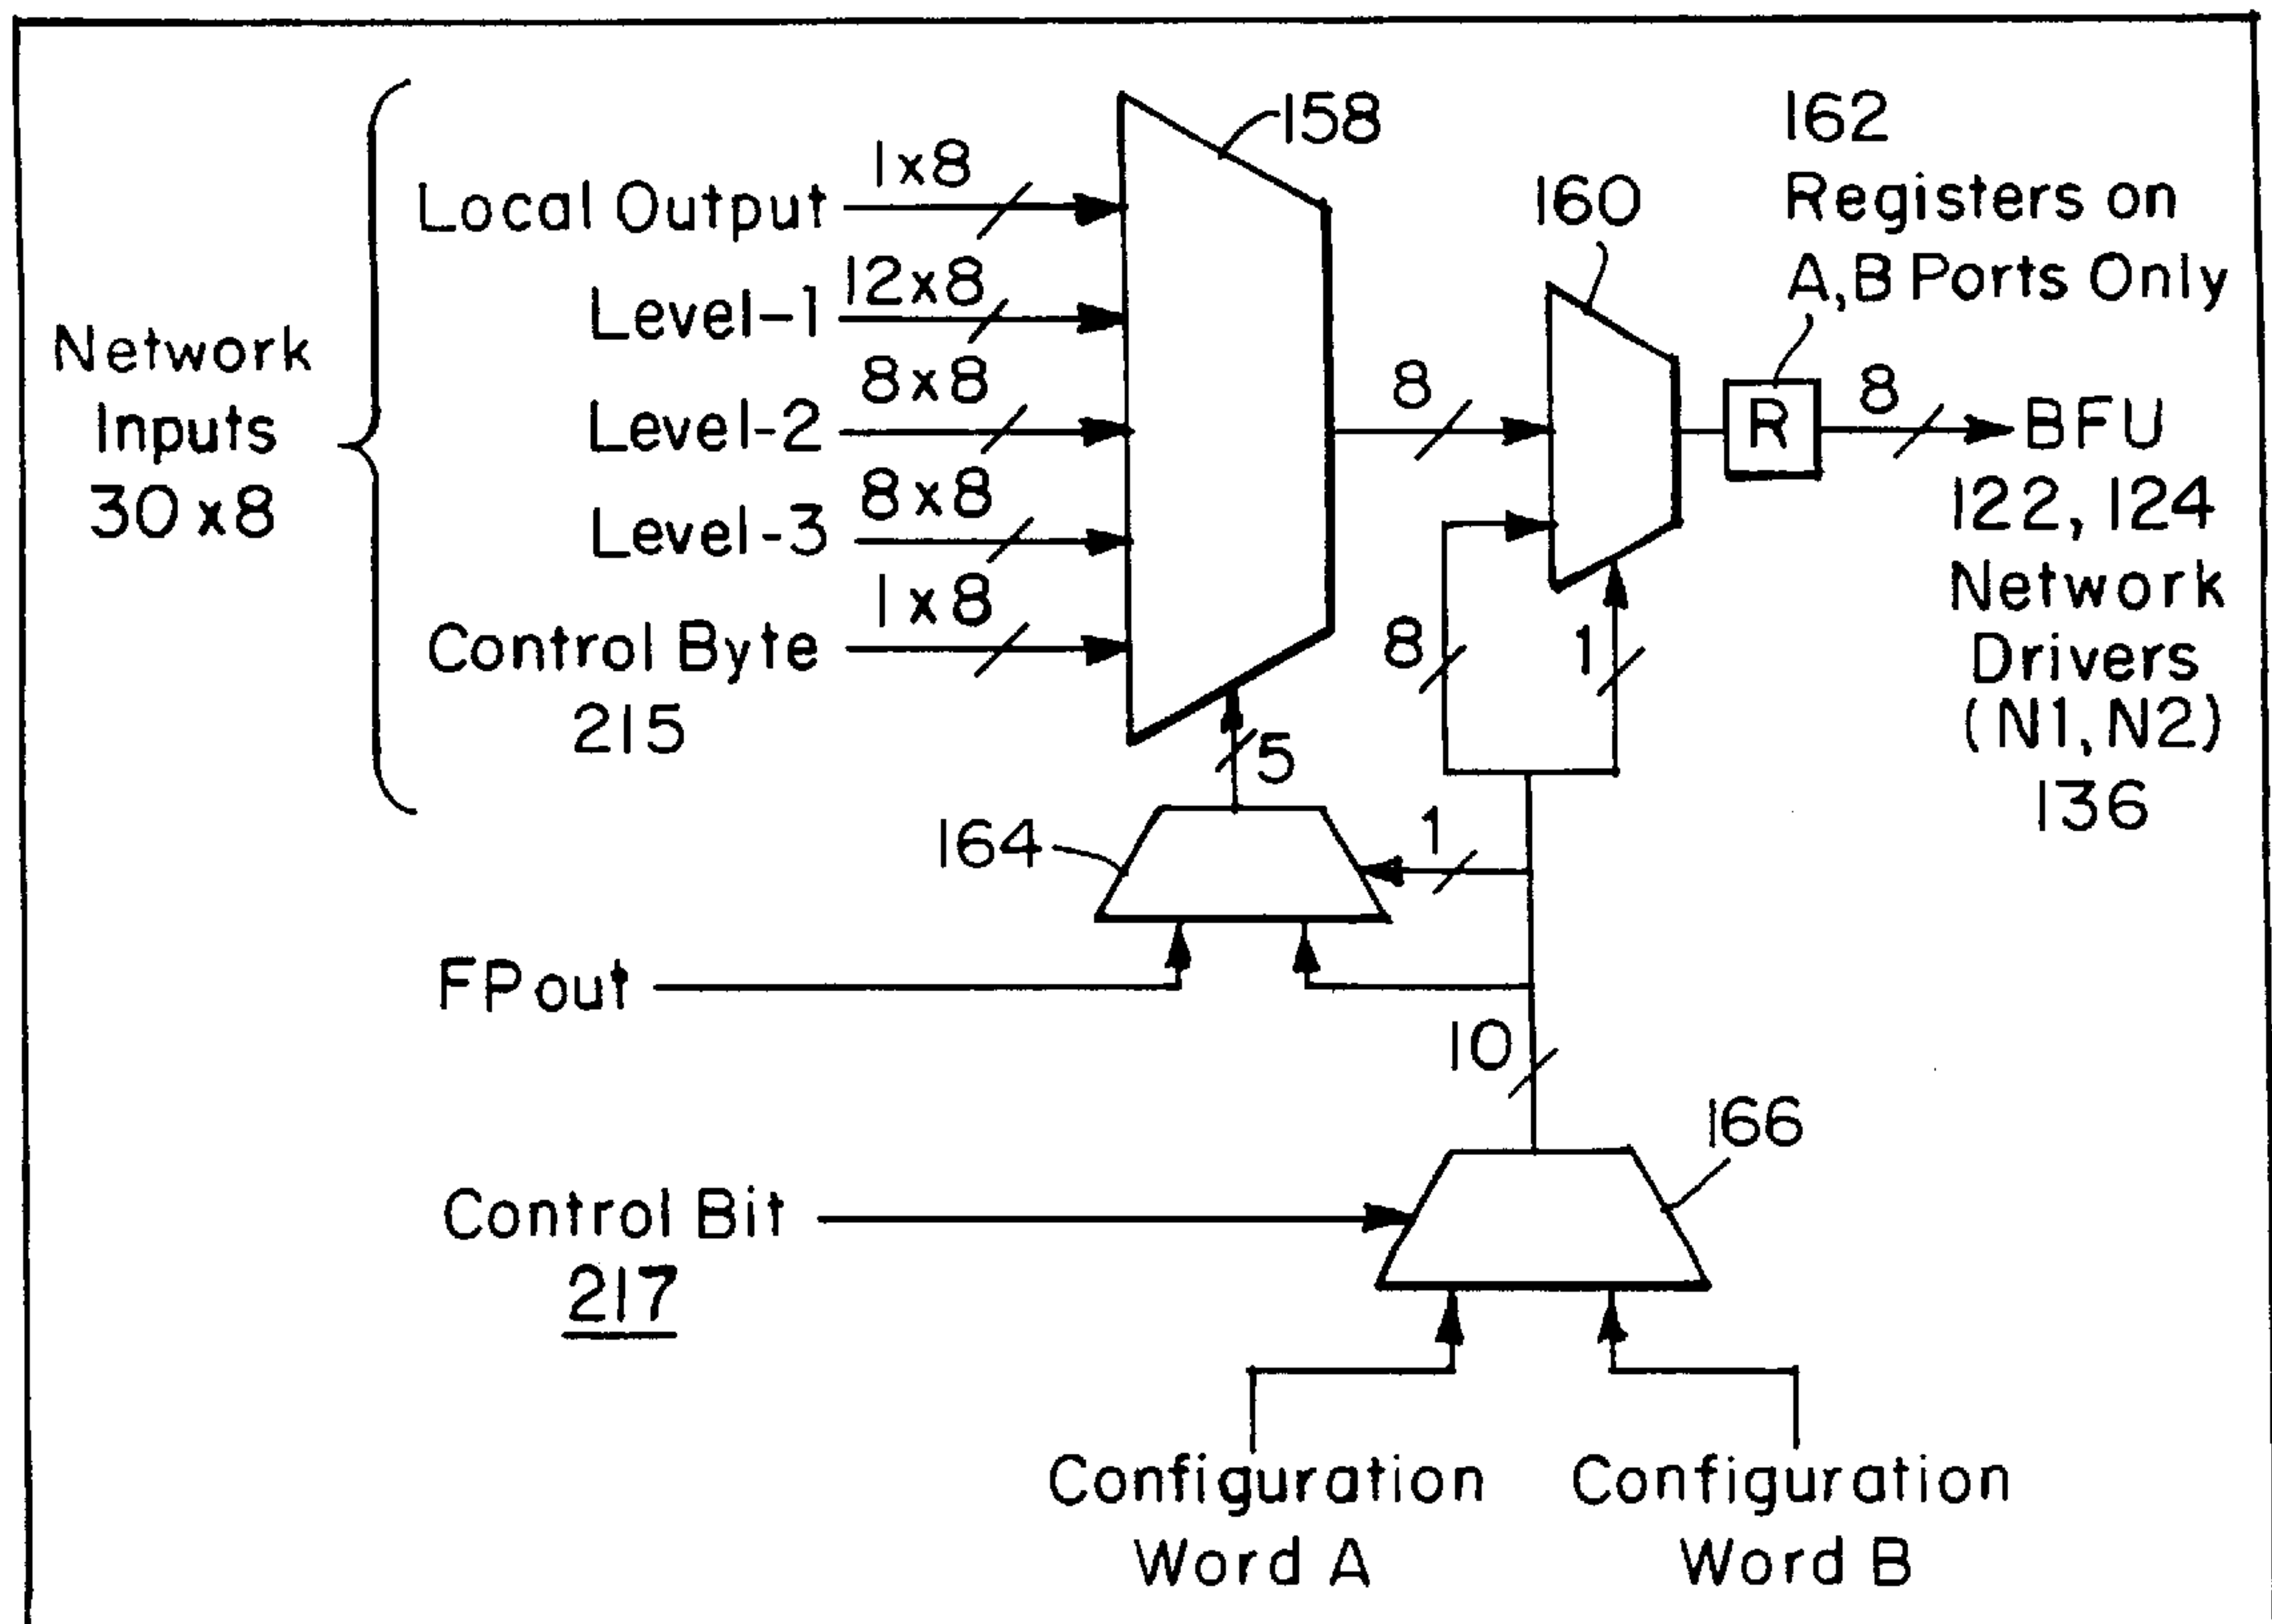 158
162
Registers on
A,B Ports Only
160
Network
Inputs
30x8
Local Output
1x8
Level-1
12x8
Level-2
8x8
Level-3
8x8
Control Byte
215
1x8
8
R
8
BFU
122, 124
Network
Drivers
(N1, N2)
136
8
1
5
164
1
FPout
10
166
Control Bit
217
Configuration
Word A
Configuration
Word B